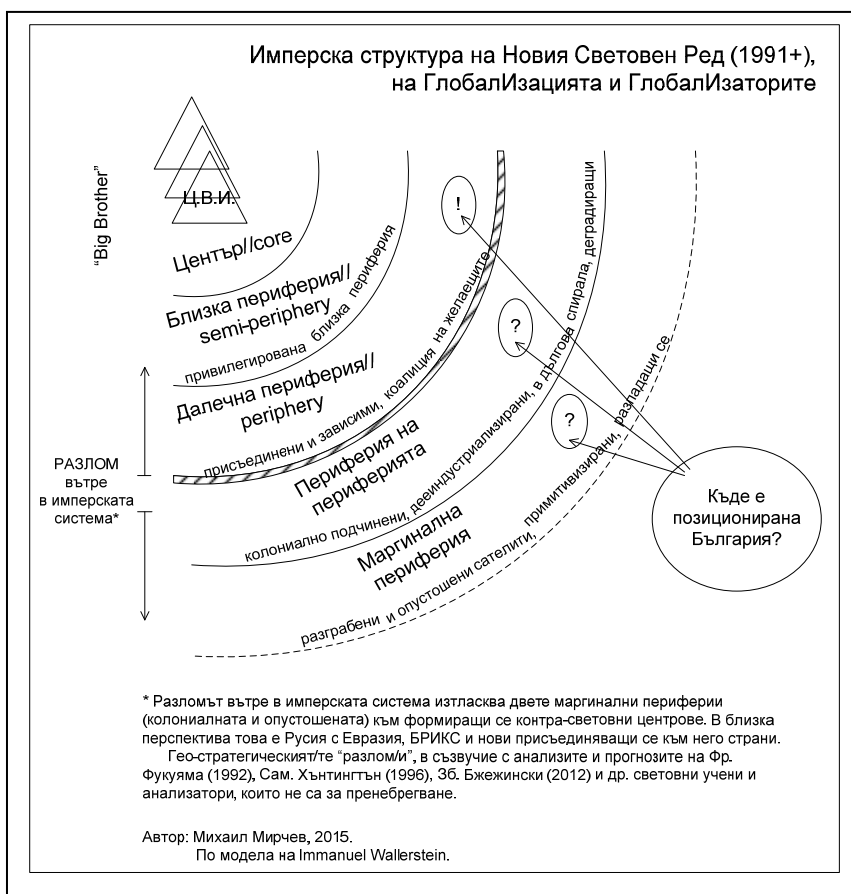 Имперска структура на Новия Световен Ред (1991+),
на ГлобалИзацията и ГлобалИзаторите
“Big Brother”
Ц.В.И.
Център//core
Близка периферия//
semi-periphery
привилегирована близка периферия
Далечна периферия//
periphery
присъединени и зависими, коалиция на желаещите
Периферия на
периферията
колониално подчинени, дееиндустриализирани, в дългова спирала, деградиращи
Маргинална
периферия
разграбени и опустошени сателити, примитивизирани, разпадащи се
!
?
?
РАЗЛОМ
вътре
в имперската
система*
Къде е
позиционирана
България?
* Разломът вътре в имперската система изтласква двете маргинални периферии
(колониалната и опустошената) към формиращи се контра-световни центрове. В близка
перспектива това е Русия с Евразия, БРИКС и нови присъединяващи се към него страни.
Гео-стратегическият/те “разлом/и”, в съзвучие с анализите и прогнозите на Фр.
Фукуяма (1992), Сам. Хънтингтън (1996), Зб. Бжежински (2012) и др. световни учени и
анализатори, които не са за пренебрегване.
Автор: Михаил Мирчев, 2015.
По модела на Immanuel Wallerstein.